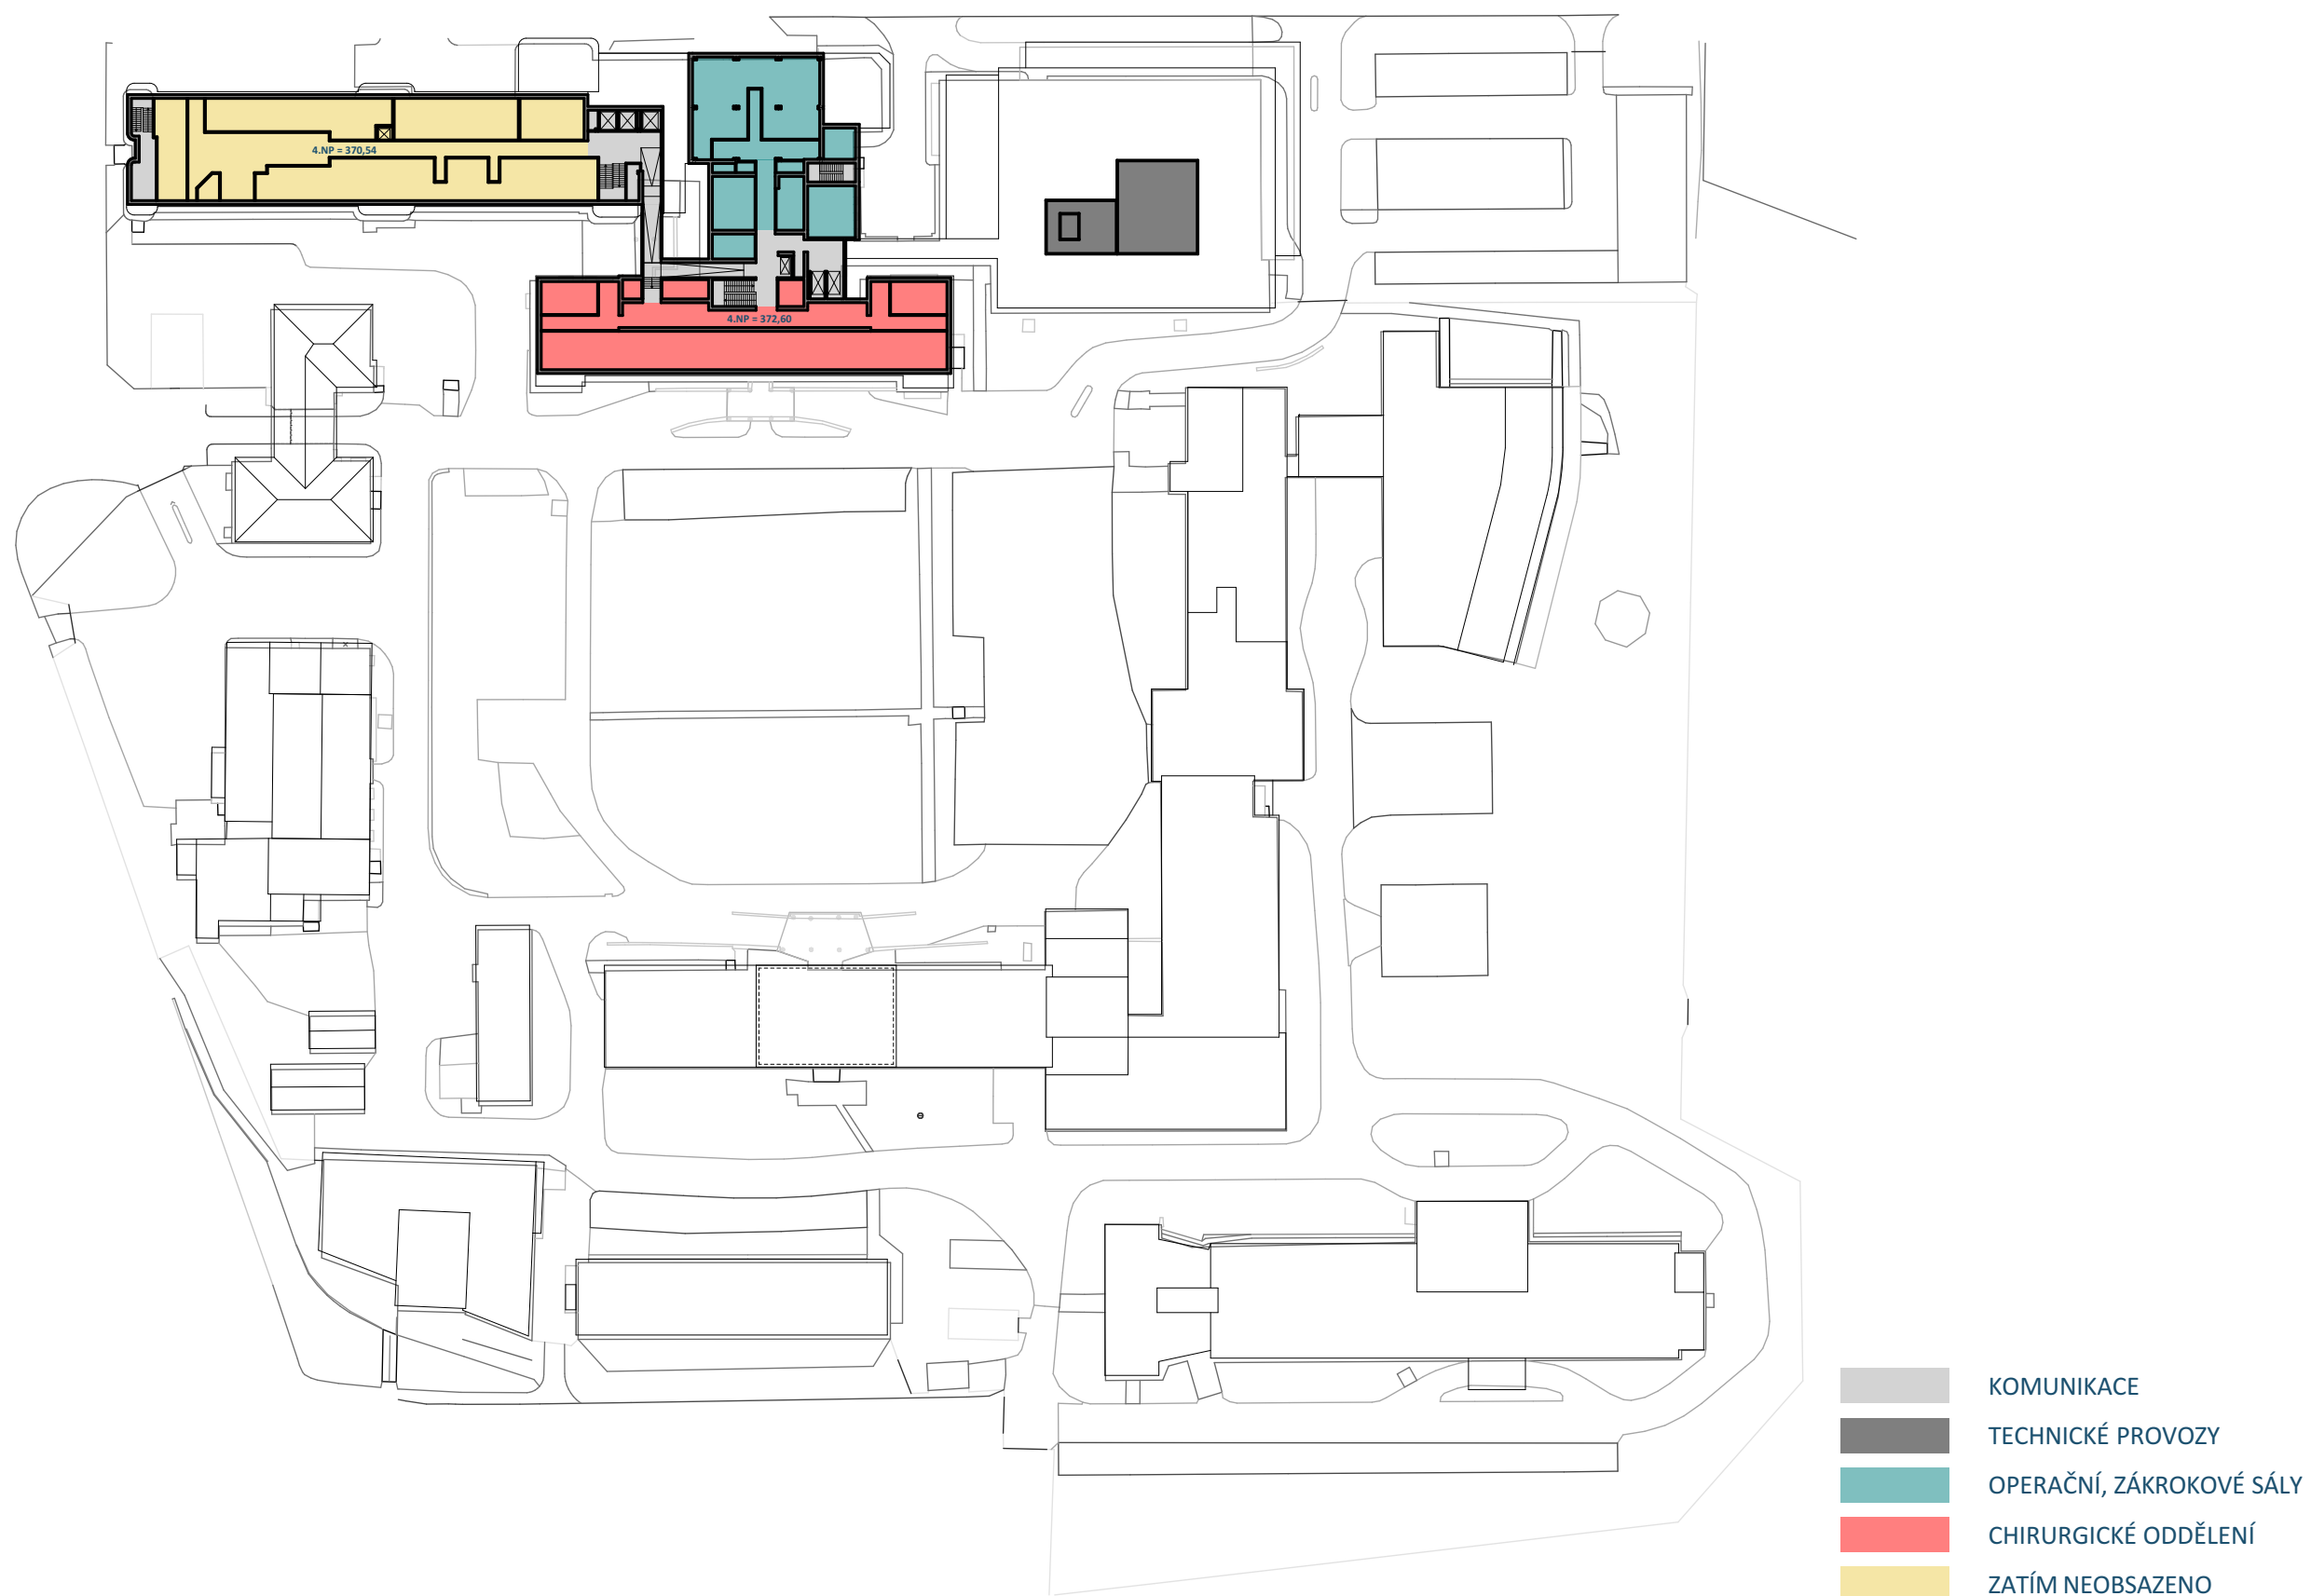 4.NP = 370,54
4.NP = 372,60
KOMUNIKACE
TECHNICKÉ PROVOZY
OPERAČNÍ, ZÁKROKOVÉ SÁLY
CHIRURGICKÉ ODDĚLENÍ
ZATÍM NEOBSAZENO